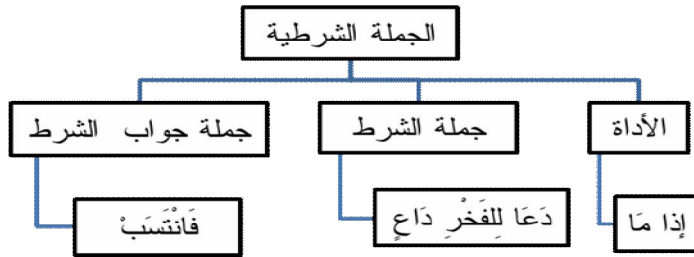 الجملة الشرطية
الأداة
جملة الشرط
جملة جواب الشرط
إذا مَا
دَعَا لِلفَخْرِ دَاعٍ
فَانْتَسَبْ